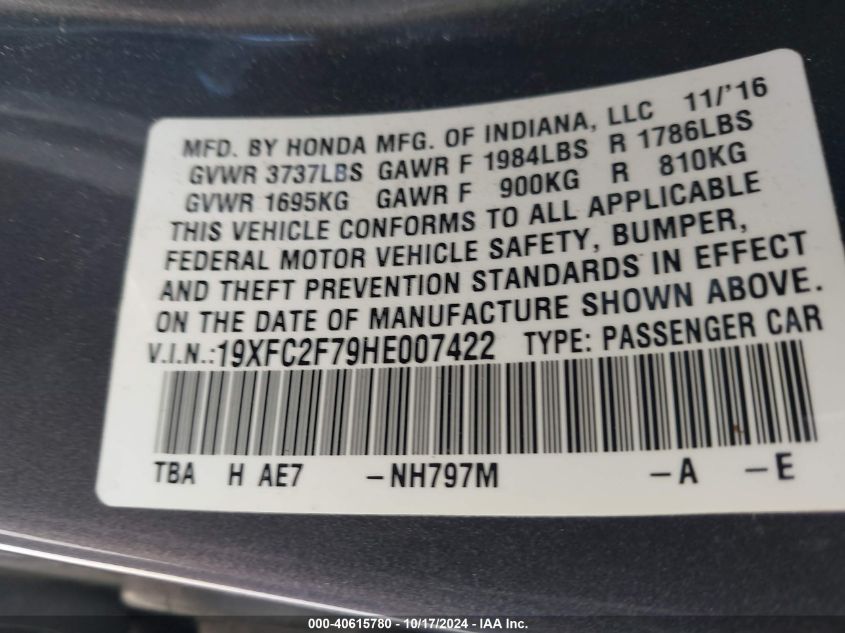 MFD. BY HONDA MFG. OF INDIANA, LLC 11/'16
GVWR 3737LBS GAWR F 1984LBS R 1786LBS
GVWR 1695KG GAWR F 900KG R 810KG
THIS VEHICLE CONFORMS TO ALL APPLICABLE
FEDERAL MOTOR VEHICLE SAFETY, BUMPER,
AND THEFT PREVENTION STANDARDS IN EFFECT
ON THE DATE OF MANUFACTURE SHOWN ABOVE.
V.I.N.:19XFC2F79HE007422 TYPE: PASSENGER CAR
TBA H AE7 –NH797M –A –E
000-40615780 - 10/17/2024 - IAA Inc.